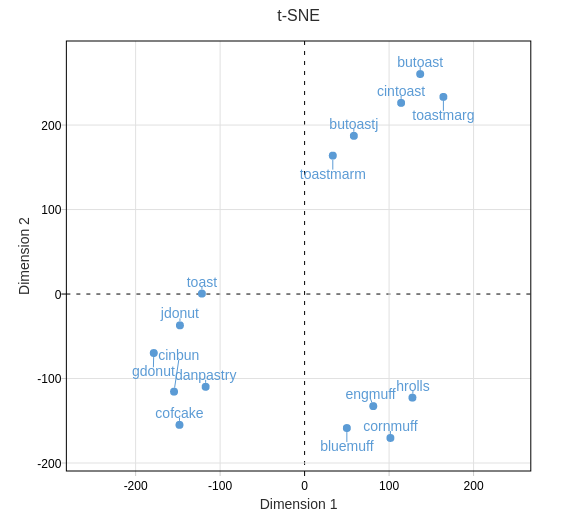 t-SNE
butoast
cintoast
toastmarg
butoastj
toastmarm
toast
jdonut
cinbun
gdonut
danpastry
cofcake
hrolls
engmuff
cornmuff
bluemuff
200
100
0
-100
-200
-200
-100
0
100
200
Dimension 1
Dimension 2